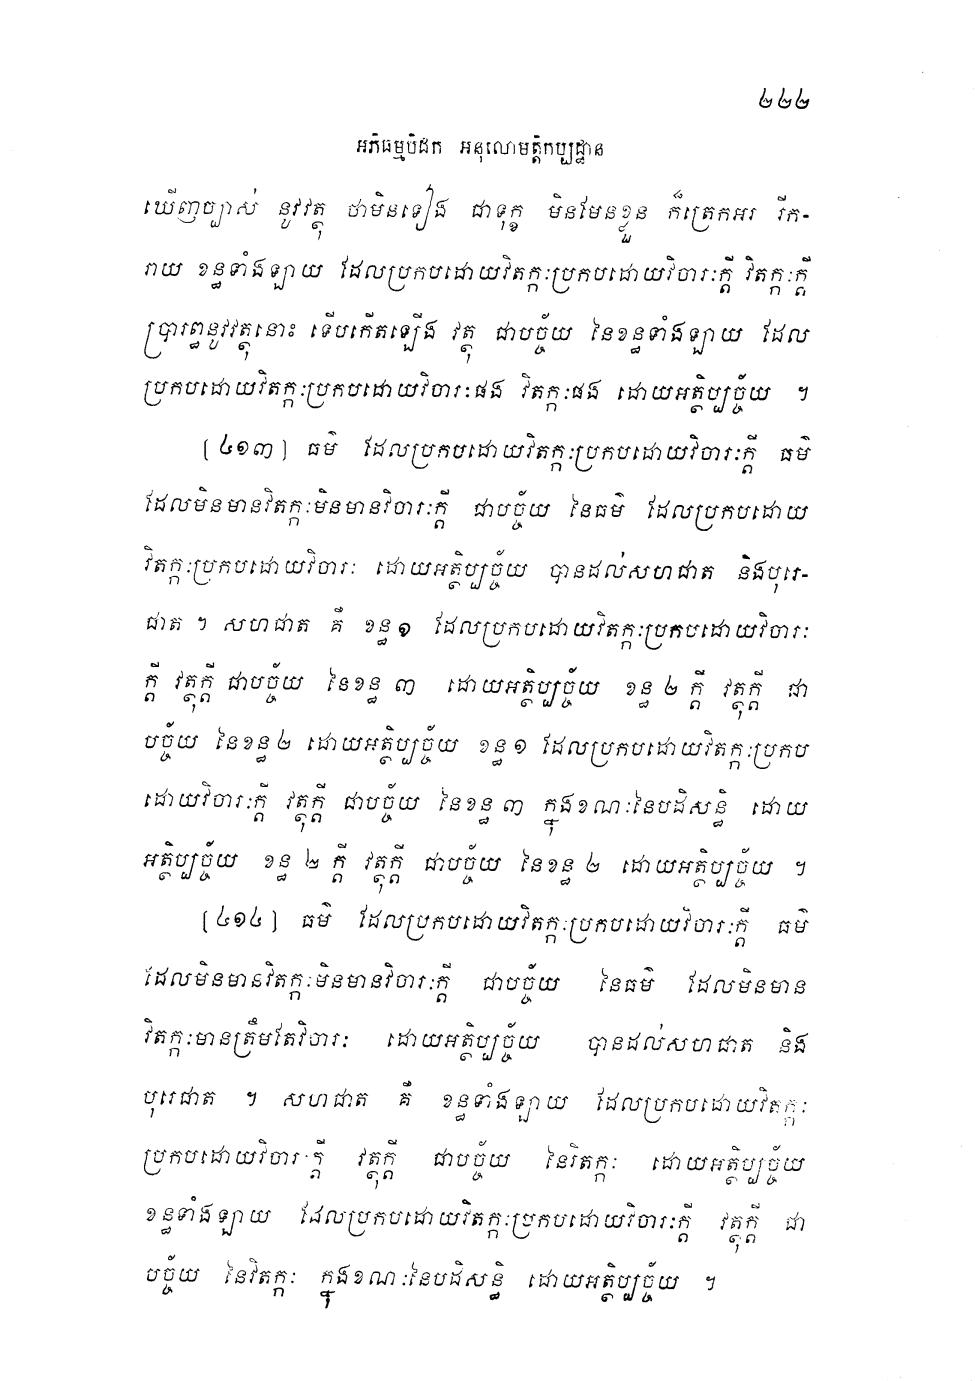 ២២២
អភិធម្មបិដក អនុលោមត្តិកប្បដ្ឋាន
ឃើញច្បាស់ នូវវត្ថុ ថាមិនទៀង ជាទុក្ខ មិនមែនខ្លួន ក៏ត្រេកអរ រីក-
រាយ ខន្ធទាំងឡាយ ដែលប្រកបដោយវិតក្កៈប្រកបដោយវិចារៈក្តី វិតក្កៈក្តី
ប្រារព្ធនូវវត្ថុនោះ ទើបកើតឡើង វត្ថុ ជាបច្ច័យ នៃខន្ធទាំងឡាយ ដែល
ប្រកបដោយវិតក្កៈប្រកបដោយវិចារៈផង វិតក្កៈផង ដោយអត្ថិប្បច្ច័យ ។
[៤១៣] ធម៌ ដែលប្រកបដោយវិតក្កៈប្រកបដោយវិចារៈក្តី ធម៌
ដែលមិនមានវិតក្កៈមិនមានវិចារៈក្តី ជាបច្ច័យ នៃធម៌ ដែលប្រកបដោយ
វិតក្កៈប្រកបដោយវិចារៈ ដោយអត្ថិប្បច្ច័យ បានដល់សហជាត និងបុរេ-
ជាត ។ សហជាត គឺ ខន្ធ១ ដែលប្រកបដោយវិតក្កៈប្រកបដោយវិចារៈ
ក្តី វត្ថុក្តី ជាបច្ច័យ នៃខន្ធ ៣ ដោយអត្ថិប្បច្ច័យ ខន្ធ ២ ក្តី វត្ថុក្តី ជា
បច្ច័យ នៃខន្ធ២ ដោយអត្ថិប្បច្ច័យ ខន្ធ១ ដែលប្រកបដោយវិតក្កៈប្រកប
ដោយវិចារៈក្តី វត្ថុក្តី ជាបច្ច័យ នៃខន្ធ ៣ ក្នុងខណៈនៃបដិសន្ធិ ដោយ
អត្ថិប្បច្ច័យ ខន្ធ ២ ក្តី វត្ថុក្តី ជាបច្ច័យ នៃខន្ធ ២ ដោយអត្ថិប្បច្ច័យ ។
[៤១៤] ធម៌ ដែលប្រកបដោយវិតក្កៈប្រកបដោយវិចារៈក្តី ធម៌
ដែលមិនមានវិតក្កៈមិនមានវិចារៈក្តី ជាបច្ច័យ នៃធម៌ ដែលមិនមាន
វិតក្កៈមានត្រឹមតែវិចារៈ ដោយអត្ថិប្បច្ច័យ បានដល់សហជាត និង
បុរេជាត ។ សហជាត គឺ ខន្ធទាំងឡាយ ដែលប្រកបដោយវិតក្កៈ
ប្រកបដោយវិចារៈក្តី វត្ថុក្តី ជាបច្ច័យ នៃវិតក្កៈ ដោយអត្ថិប្បច្ច័យ
ខន្ធទាំងឡាយ ដែលប្រកបដោយវិតក្កៈប្រកបដោយវិចារៈក្តី វត្ថុក្តី ជា
បច្ច័យ នៃវិតក្កៈ ក្នុងខណៈនៃបដិសន្ធិ ដោយអត្ថិប្បច្ច័យ ។